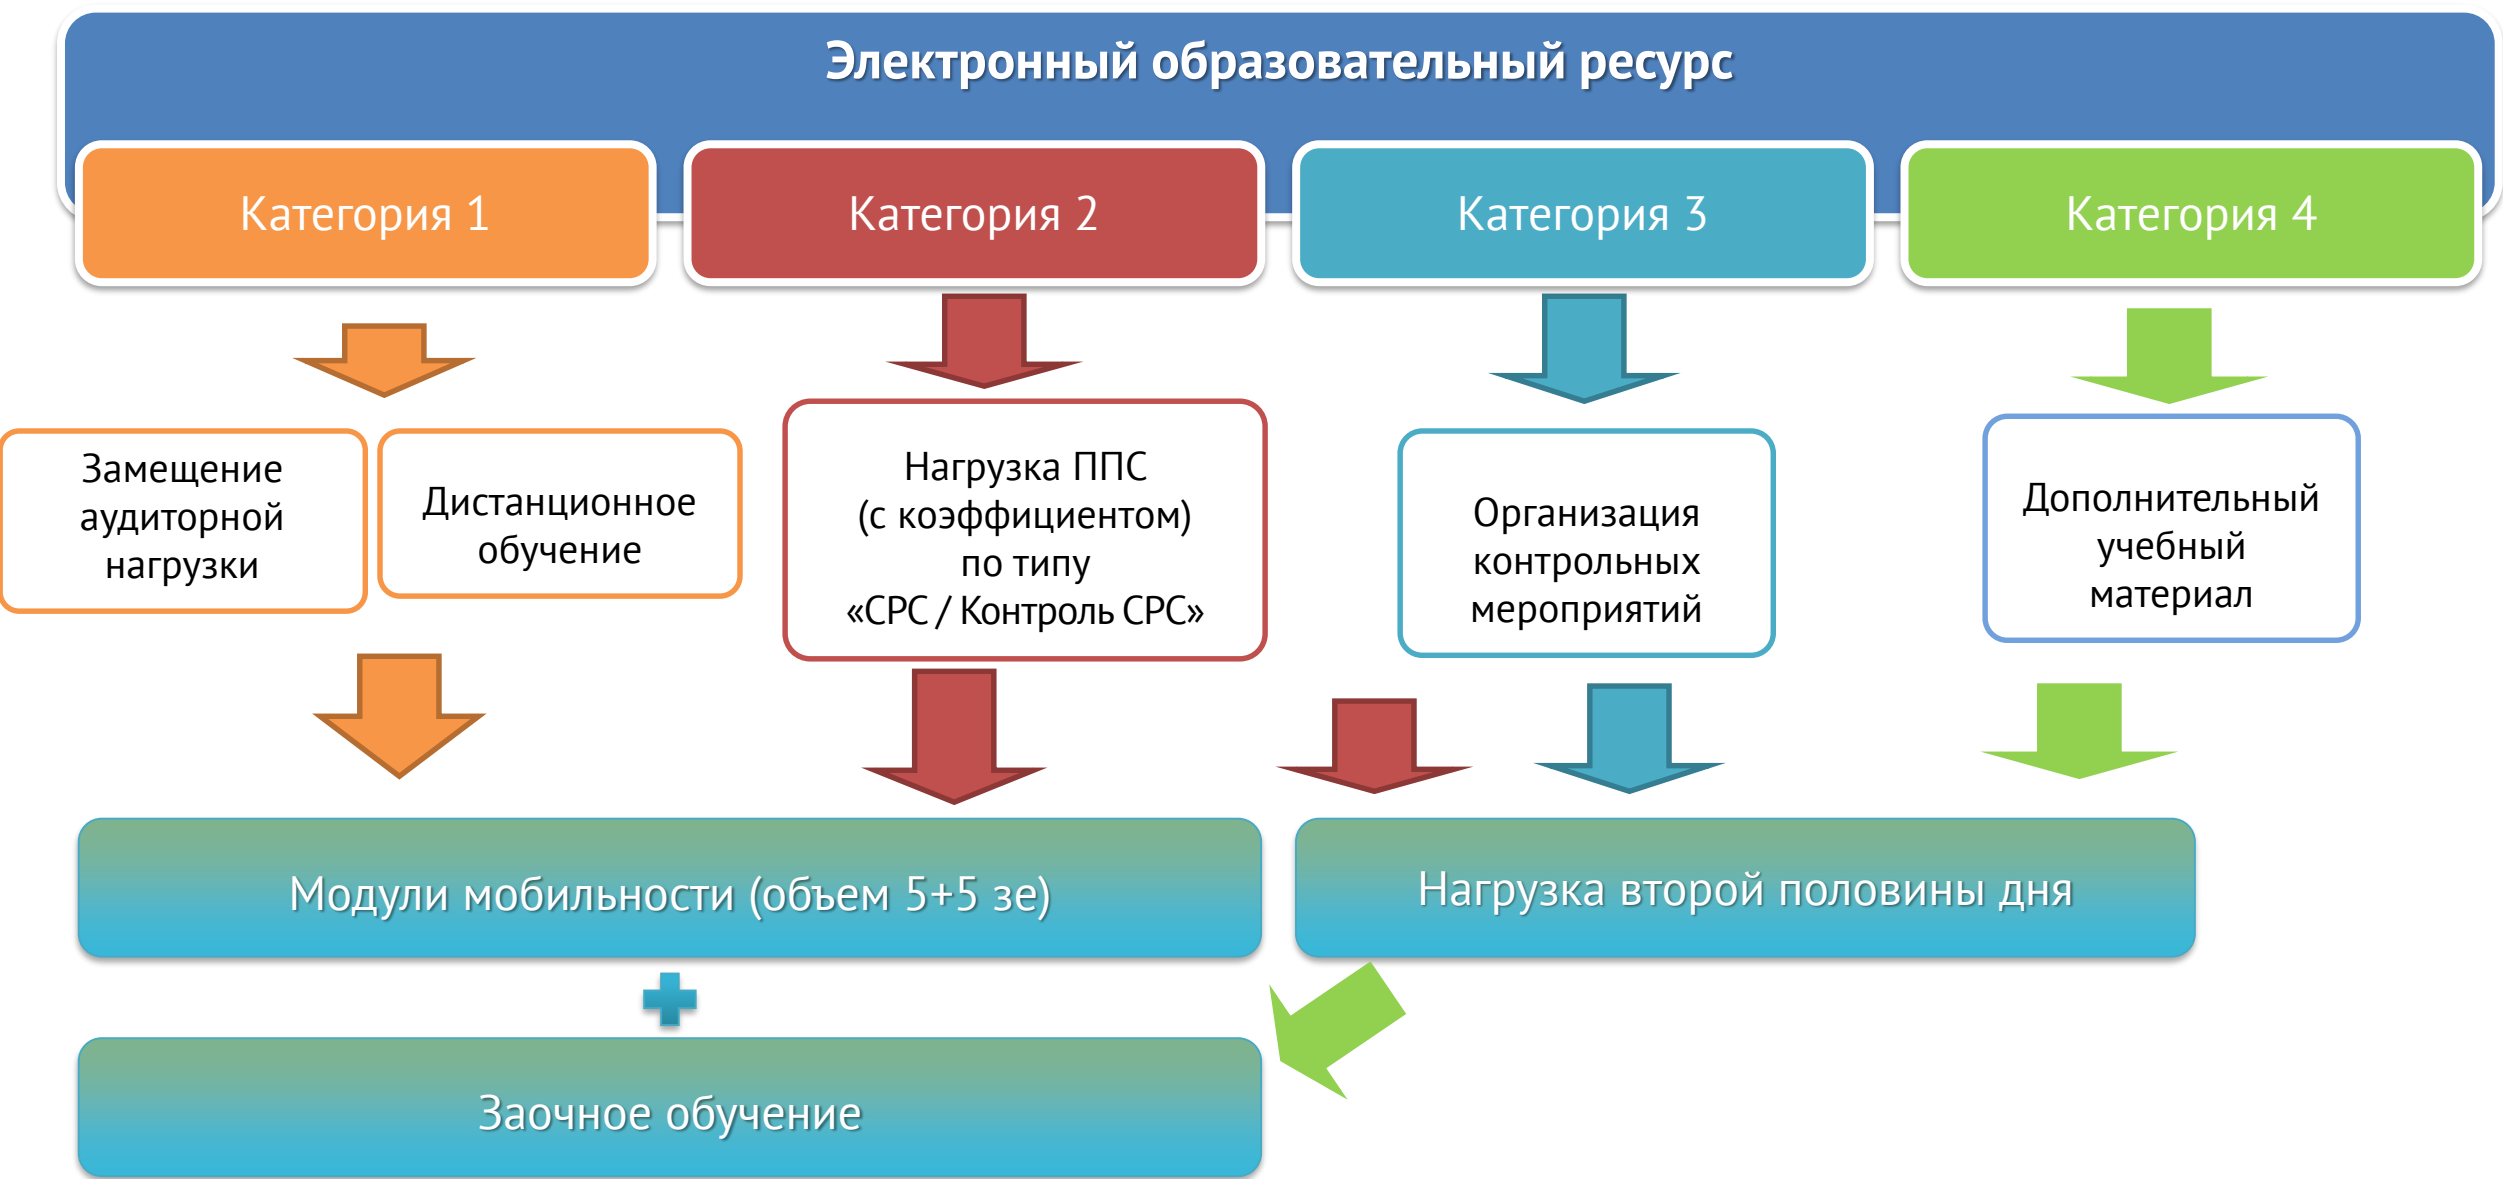 Электронный образовательный ресурс
Категория 1
Категория 2
Категория 3
Категория 4
Замещение
аудиторной
нагрузки
Дистанционное
обучение
Нагрузка ППС
(с коэффициентом)
по типу
«СРС / Контроль СРС»
Организация
контрольных
мероприятий
Дополнительный
учебный
материал
Модули мобильности (объем 5+5 зе)
Нагрузка второй половины дня
Заочное обучение